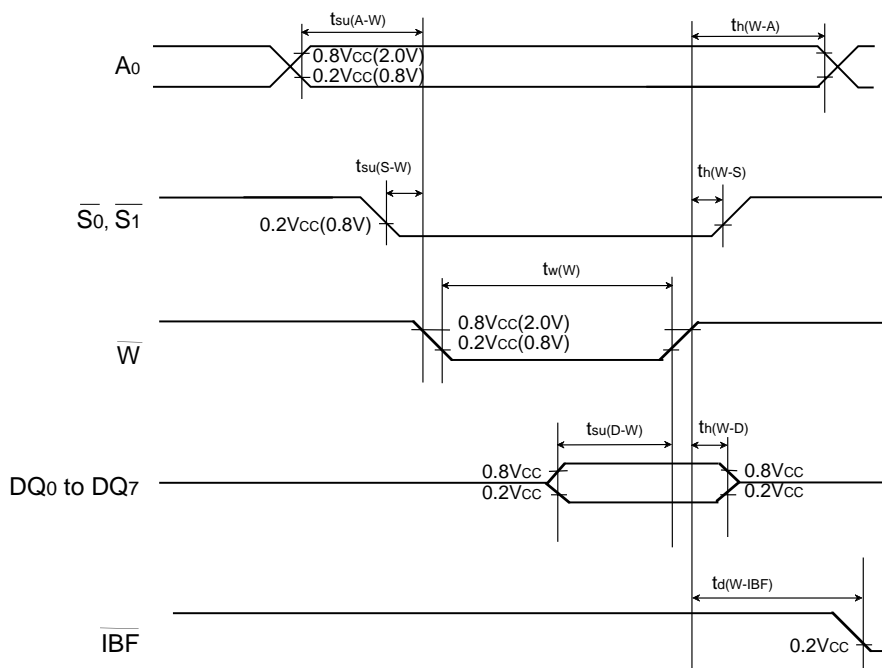 tsu(A-W)
th(W-A)
A0
0.8VCC(2.0V)
0.2VCC(0.8V)
tsu(S-W)
th(W-S)
S0, S1
0.2VCC(0.8V)
tw(W)
W
0.8VCC(2.0V)
0.2VCC(0.8V)
tsu(D-W)
th(W-D)
DQ0 to DQ7
0.8VCC
0.2VCC
0.8VCC
0.2VCC
td(W-IBF)
IBF
0.2VCC